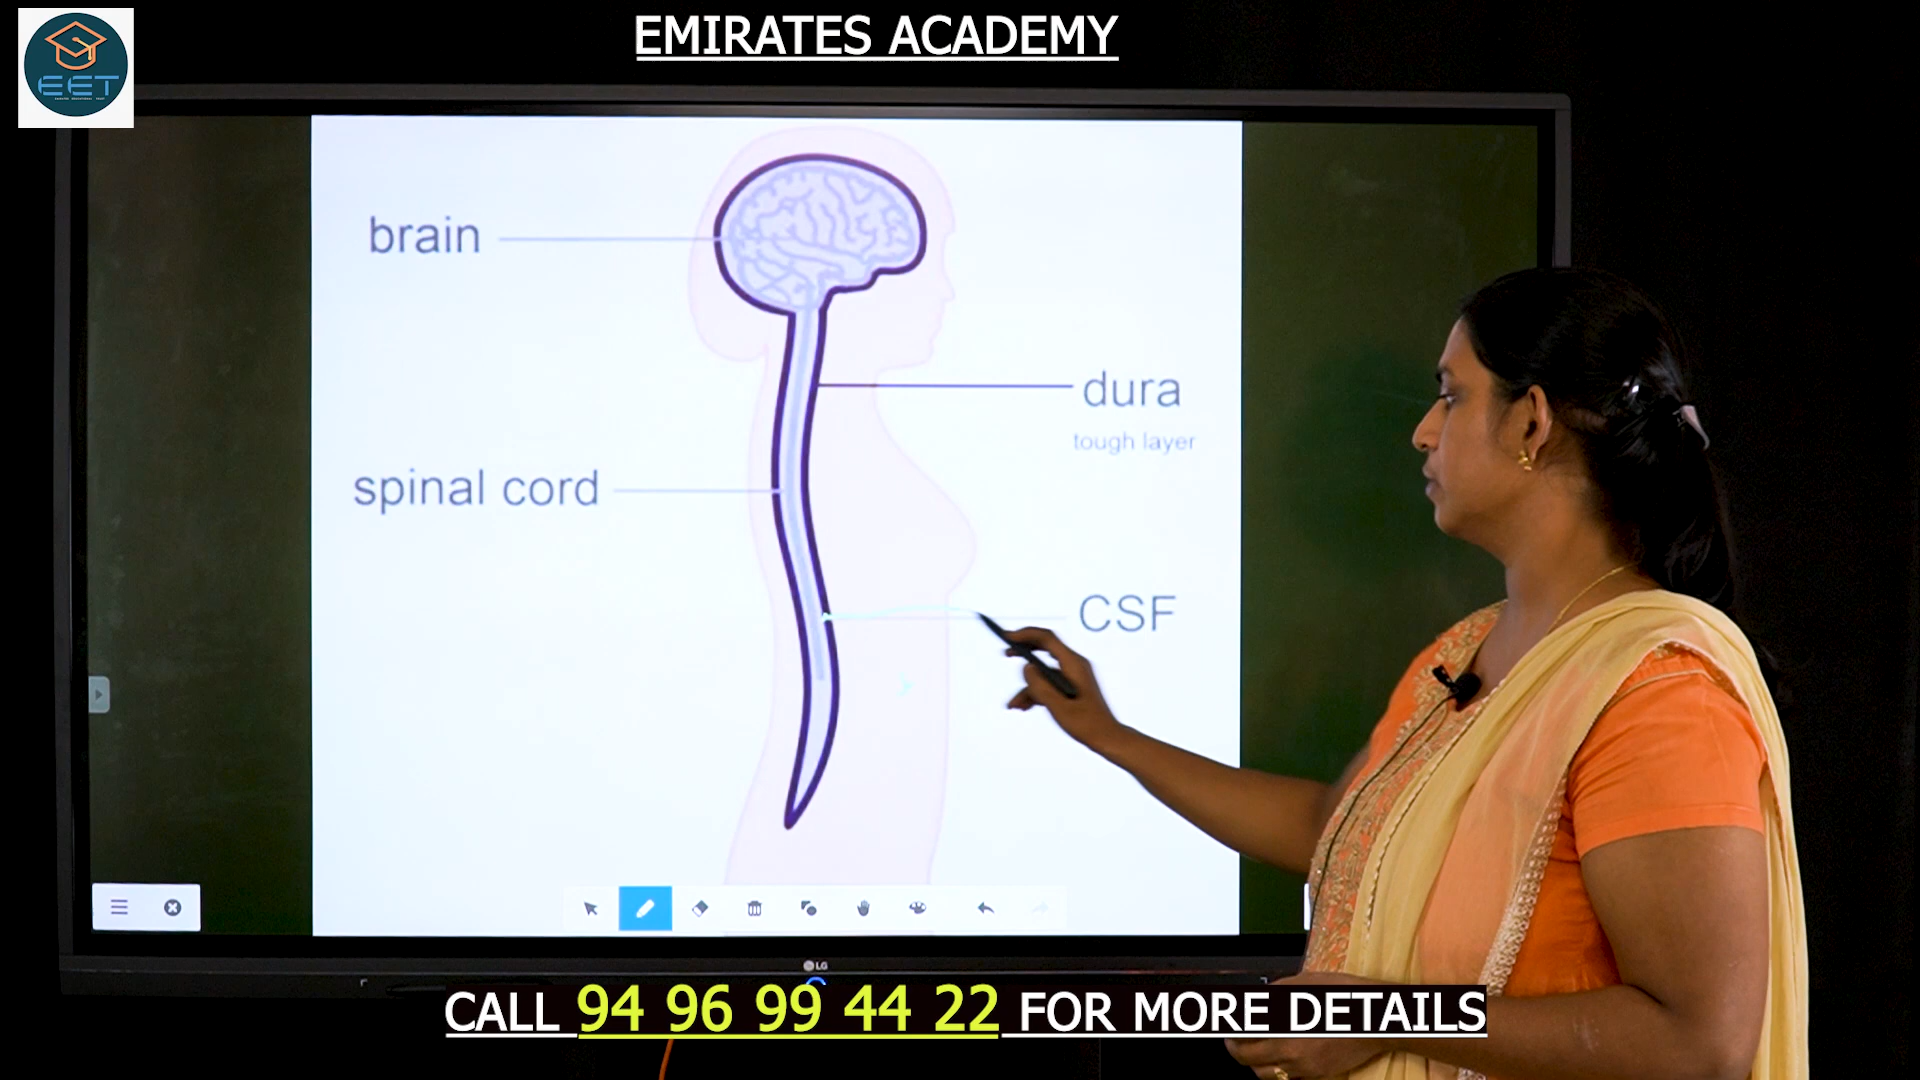 EMIRATES ACADEMY
EET
brain
dura
tough layer
spinal cord
CSF
LG
CALL 94 96 99 44 22 FOR MORE DETAILS